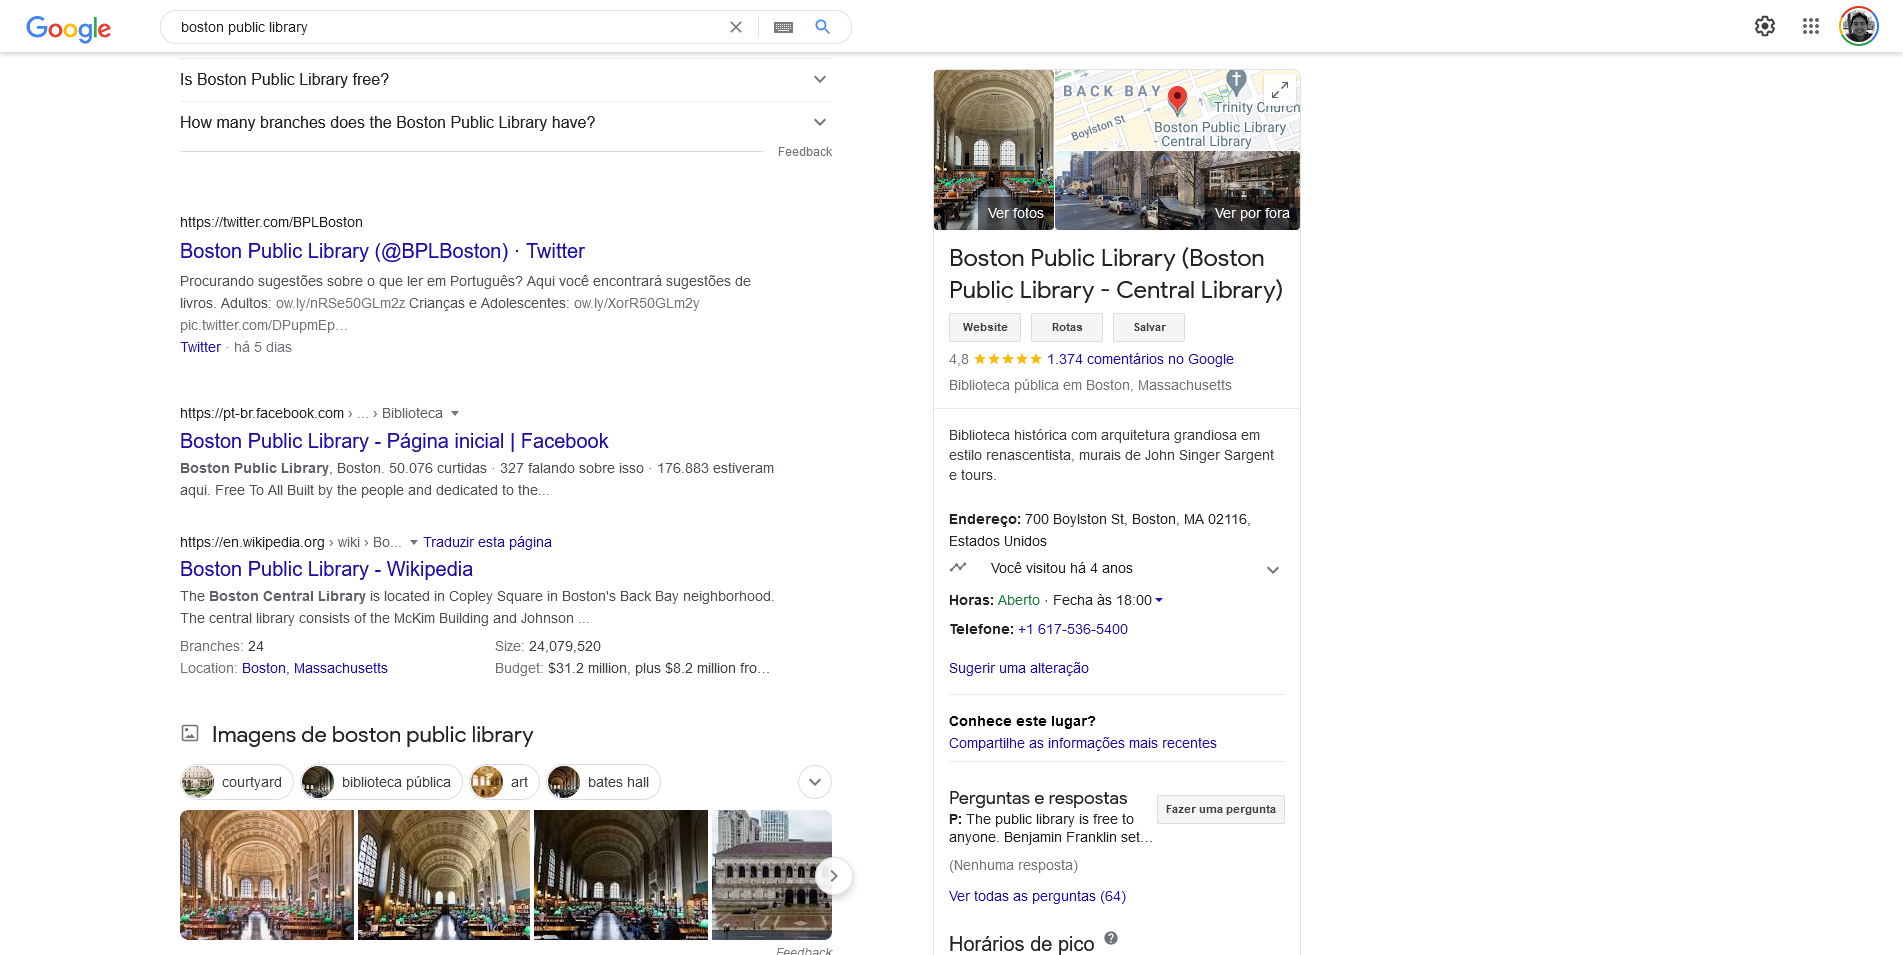 Google
boston public library
Is Boston Public Library free?
How many branches does the Boston Public Library have?
Feedback
https://twitter.com/BPLBoston
Boston Public Library (@BPLBoston) · Twitter
Procurando sugestões sobre o que ler em Português? Aqui você encontrará sugestões de
livros. Adultos: ow.ly/nRSe50GLm2z Crianças e Adolescentes: ow.ly/XorR50GLm2y
pic.twitter.com/DPupmEp…
Twitter · há 5 dias
https://pt-br.facebook.com › ... › Biblioteca
Boston Public Library - Página inicial | Facebook
Boston Public Library, Boston. 50.076 curtidas · 327 falando sobre isso · 176.883 estiveram
aqui. Free To All Built by the people and dedicated to the...
https://en.wikipedia.org › wiki › Bo... Traduzir esta página
Boston Public Library - Wikipedia
The Boston Central Library is located in Copley Square in Boston's Back Bay neighborhood.
The central library consists of the McKim Building and Johnson ...
Branches: 24
Size: 24,079,520
Location: Boston, Massachusetts
Budget: $31.2 million, plus $8.2 million fro…
Imagens de boston public library
courtyard
biblioteca pública
art
bates hall
Feedback
BACK BAY
Trinity Church
Boylston St
Boston Public Library
- Central Library
Ver fotos
Ver por fora
Boston Public Library (Boston
Public Library - Central Library)
Website
Rotas
Salvar
4,8 1.374 comentários no Google
Biblioteca pública em Boston, Massachusetts
Biblioteca histórica com arquitetura grandiosa em
estilo renascentista, murais de John Singer Sargent
e tours.
Endereço: 700 Boylston St, Boston, MA 02116,
Estados Unidos
Você visitou há 4 anos
Horas: Aberto · Fecha às 18:00
Telefone: +1 617-536-5400
Sugerir uma alteração
Conhece este lugar?
Compartilhe as informações mais recentes
Perguntas e respostas
Fazer uma pergunta
P: The public library is free to
anyone. Benjamin Franklin set…
(Nenhuma resposta)
Ver todas as perguntas (64)
Horários de pico